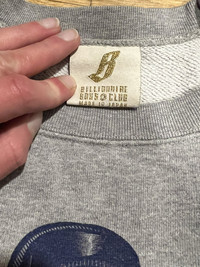 B
BILLIONAIRE
BOYS CLUB
MADE IN JAPAN